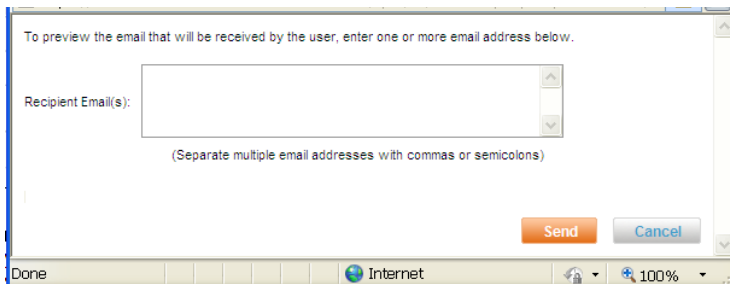 To preview the email that will be received by the user, enter one or more email address below.
Recipient Email(s):
(Separate multiple email addresses with commas or semicolons)
Send Cancel
Done Internet 100%